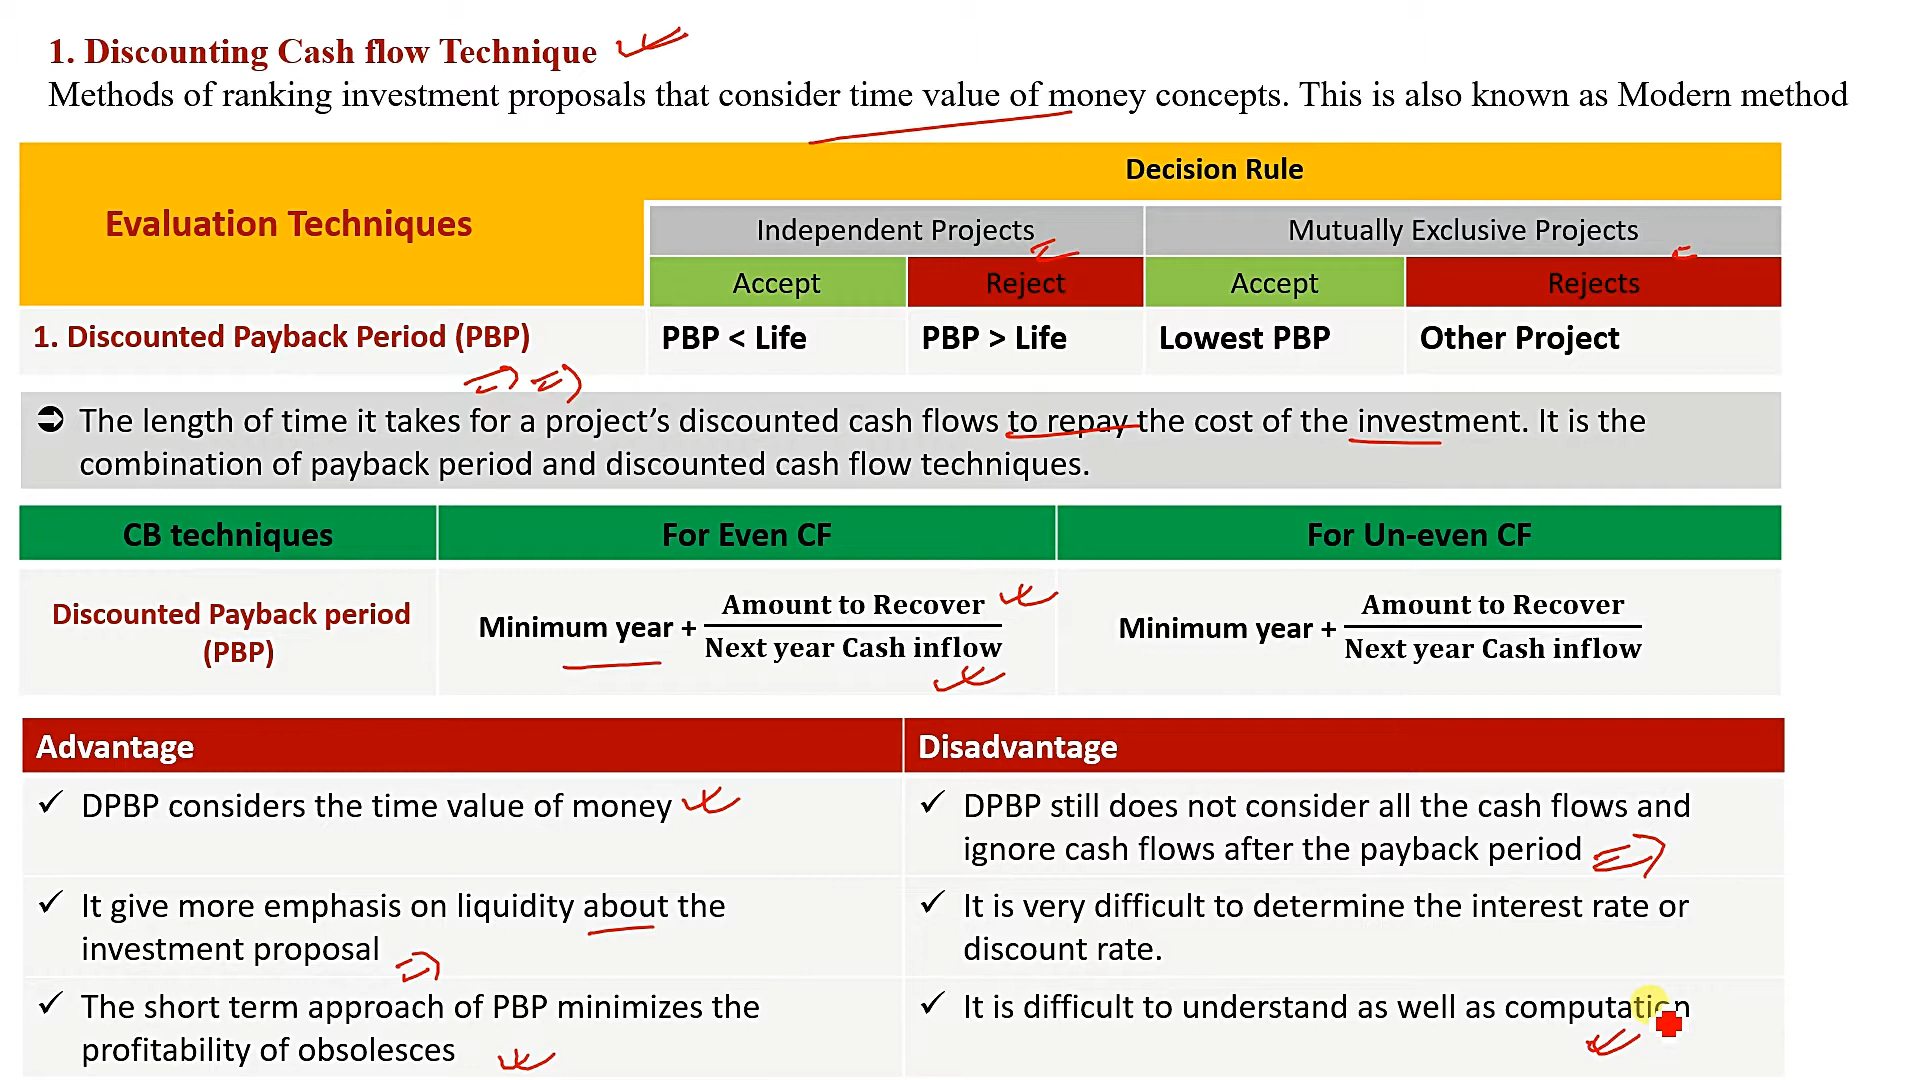 1. Discounting Cash flow Technique
Methods of ranking investment proposals that consider time value of money concepts. This is also known as Modern method
Evaluation Techniques
Decision Rule
Independent Projects
Mutually Exclusive Projects
Accept
Reject
Accept
Rejects
1. Discounted Payback Period (PBP)
PBP < Life
PBP > Life
Lowest PBP
Other Project
The length of time it takes for a project's discounted cash flows to repay the cost of the investment. It is the
combination of payback period and discounted cash flow techniques.
CB techniques
For Even CF
For Un-even CF
Discounted Payback period
(PBP)
Minimum year + Amount to Recover
Next year Cash inflow
Minimum year + Amount to Recover
Next year Cash inflow
Advantage
Disadvantage
✓ DPBP considers the time value of money
✓ DPBP still does not consider all the cash flows and
ignore cash flows after the payback period
✓ It give more emphasis on liquidity about the
investment proposal
✓ It is very difficult to determine the interest rate or
discount rate.
✓ The short term approach of PBP minimizes the
profitability of obsolesces
✓ It is difficult to understand as well as computation